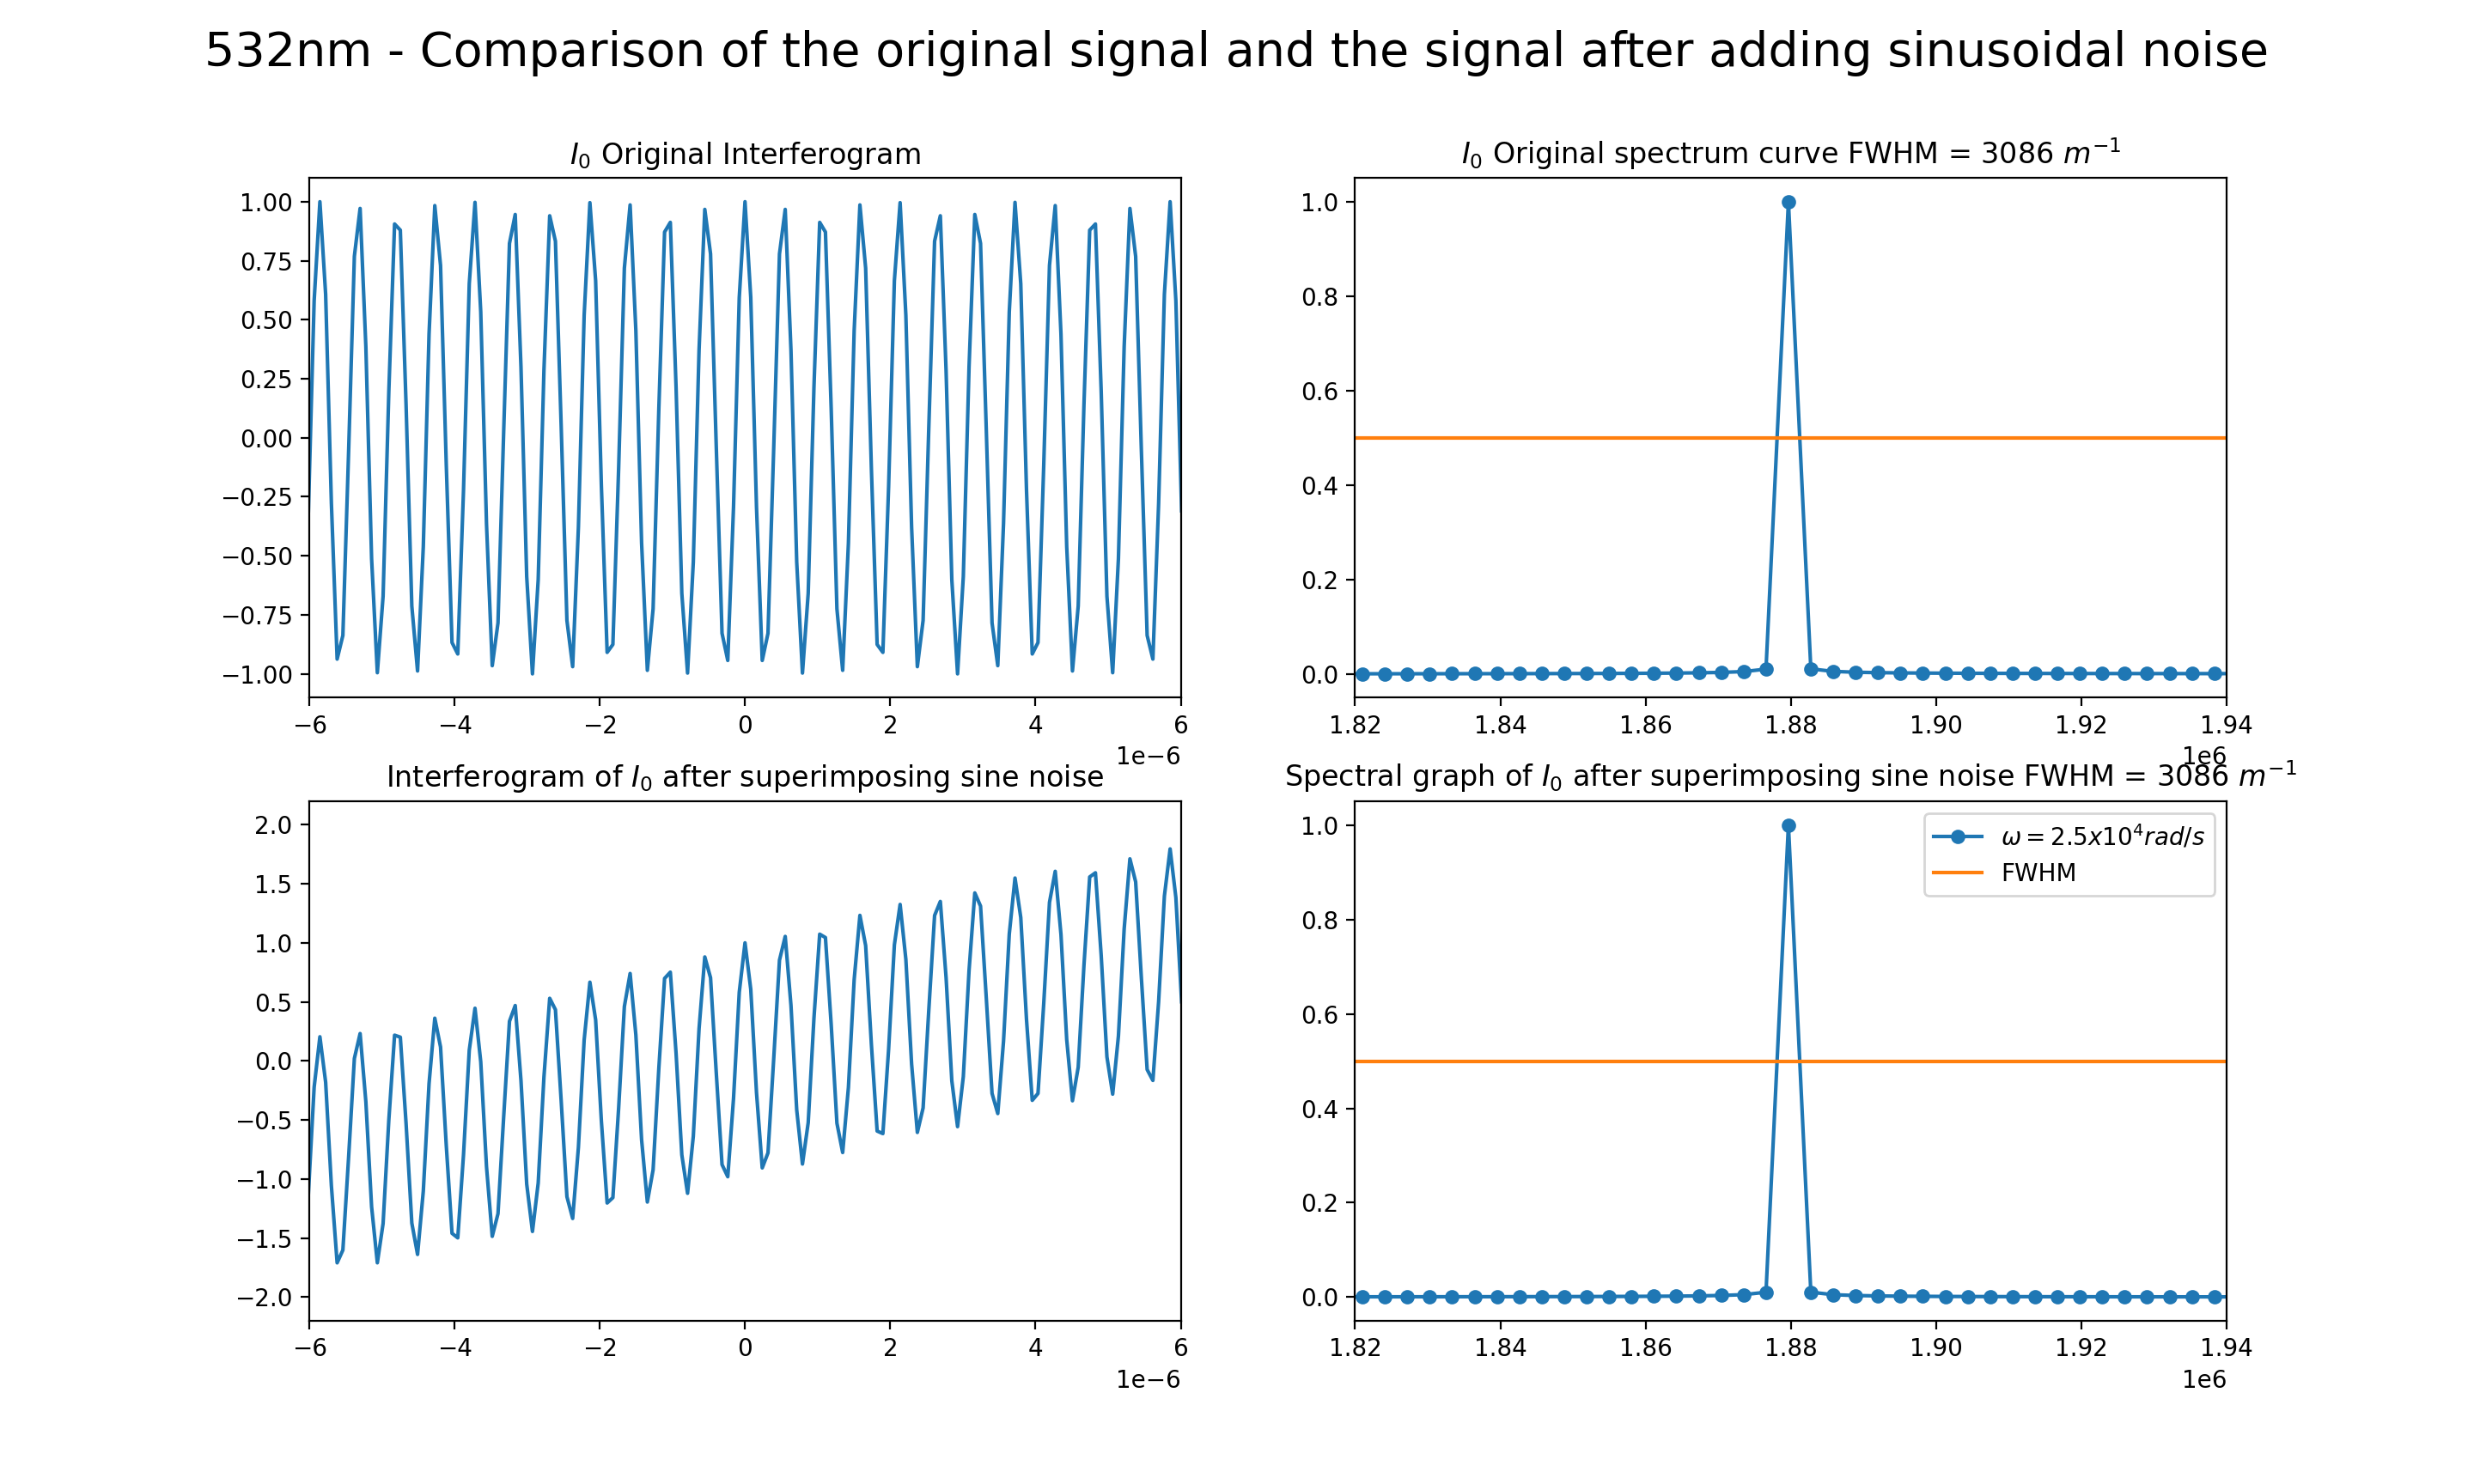 532nm - Comparison of the original signal and the signal after adding sinusoidal noise
I₀ Original Interferogram
1.00
0.75
0.50
0.25
0.00
−0.25
−0.50
−0.75
−1.00
−6 −4 −2 0 2 4 6
1e−6
I₀ Original spectrum curve FWHM = 3086 m⁻¹
1.0
0.8
0.6
0.4
0.2
0.0
1.82 1.84 1.86 1.88 1.90 1.92 1.94
1e6
Interferogram of I₀ after superimposing sine noise
2.0
1.5
1.0
0.5
0.0
−0.5
−1.0
−1.5
−2.0
−6 −4 −2 0 2 4 6
1e−6
Spectral graph of I₀ after superimposing sine noise FWHM = 3086 m⁻¹
ω = 2.5x10⁴rad/s
FWHM
1.0
0.8
0.6
0.4
0.2
0.0
1.82 1.84 1.86 1.88 1.90 1.92 1.94
1e6